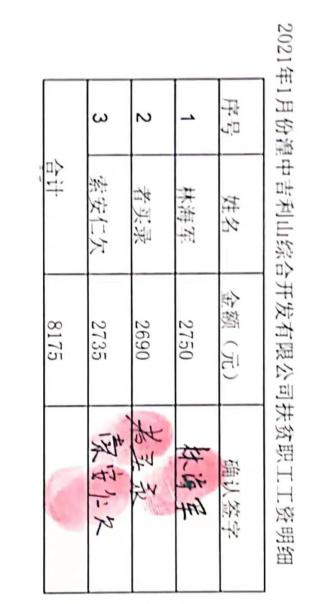 2021年1月份湟中吉利山综合开发有限公司扶贫职工工资明细
序号 姓名 金额（元） 确认签字
1 林海军 2750 林海军
2 者买录 2690 者买录
3 索安仁欠 2735 索安仁欠
合计 8175